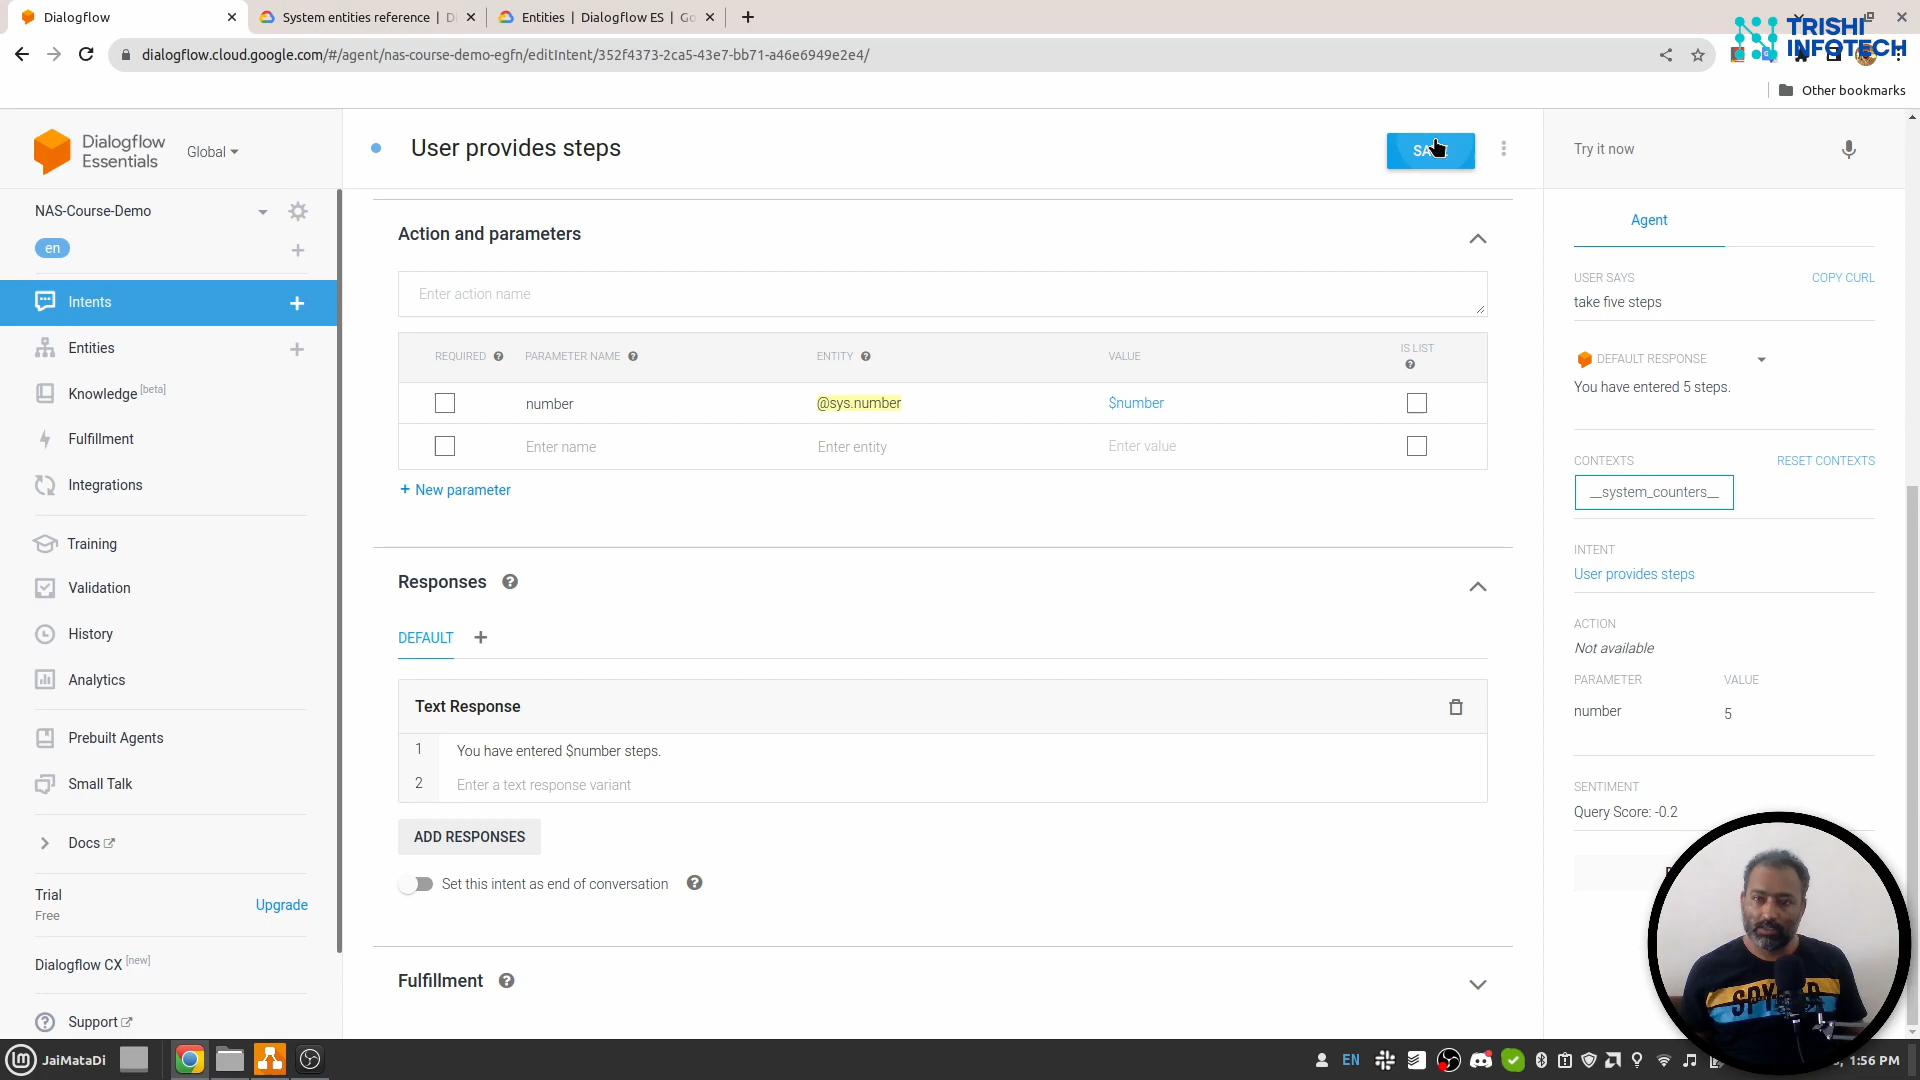 Dialogflow
System entities reference | D
Entities | Dialogflow ES | Go
TRISHI
INFOTECH
dialogflow.cloud.google.com/#/agent/nas-course-demo-egfn/editIntent/352f4373-2ca5-43e7-bb71-a46e6949e2e4/
Other bookmarks
Dialogflow
Essentials
Global
User provides steps
Try it now
NAS-Course-Demo
en
Agent
Action and parameters
USER SAYS
COPY CURL
take five steps
Intents
Enter action name
Entities
REQUIRED
PARAMETER NAME
ENTITY
VALUE
IS LIST
DEFAULT RESPONSE
You have entered 5 steps.
Knowledge [beta]
number
@sys.number
$number
Fulfillment
Enter name
Enter entity
Enter value
CONTEXTS
RESET CONTEXTS
Integrations
+ New parameter
__system_counters__
Training
INTENT
User provides steps
Validation
Responses
History
DEFAULT
ACTION
Not available
Analytics
PARAMETER
VALUE
number
5
Text Response
Prebuilt Agents
1
You have entered $number steps.
2
Enter a text response variant
Small Talk
SENTIMENT
Query Score: -0.2
ADD RESPONSES
Docs
Set this intent as end of conversation
Trial
Free
Upgrade
Dialogflow CX [new]
Fulfillment
Support
JaiMataDi
EN
1:56 PM